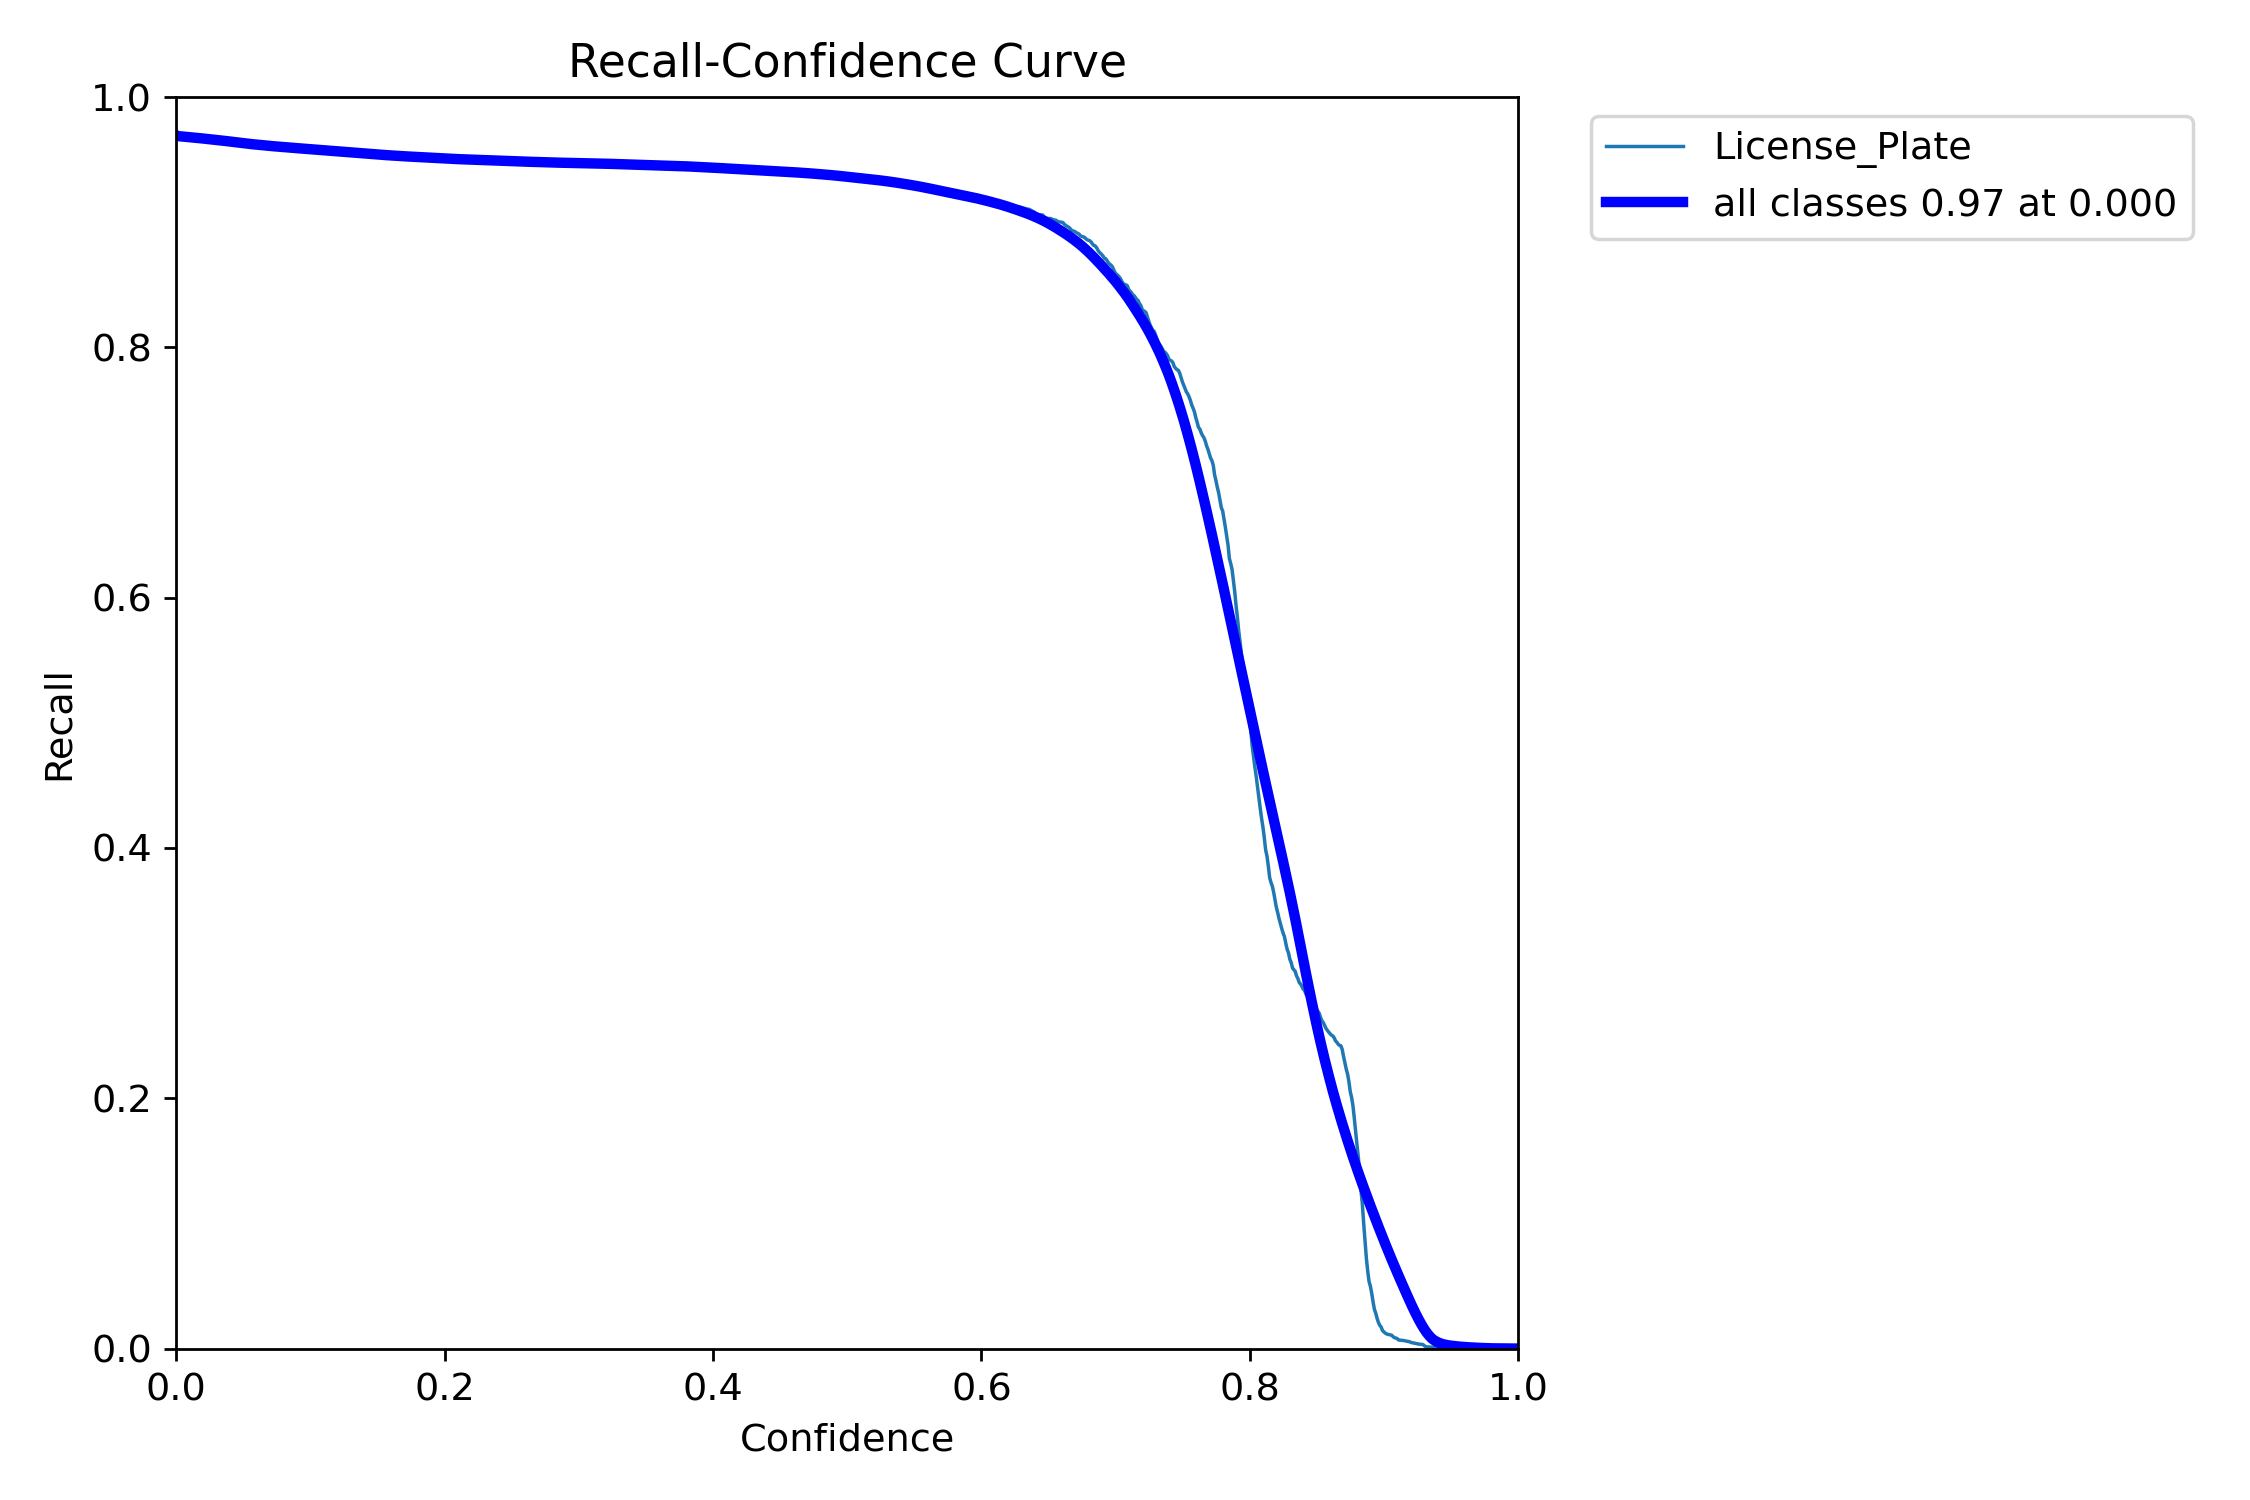 Recall-Confidence Curve
1.0
0.8
0.6
0.4
0.2
0.0
Recall
0.0 0.2 0.4 0.6 0.8 1.0
Confidence
License_Plate
all classes 0.97 at 0.000